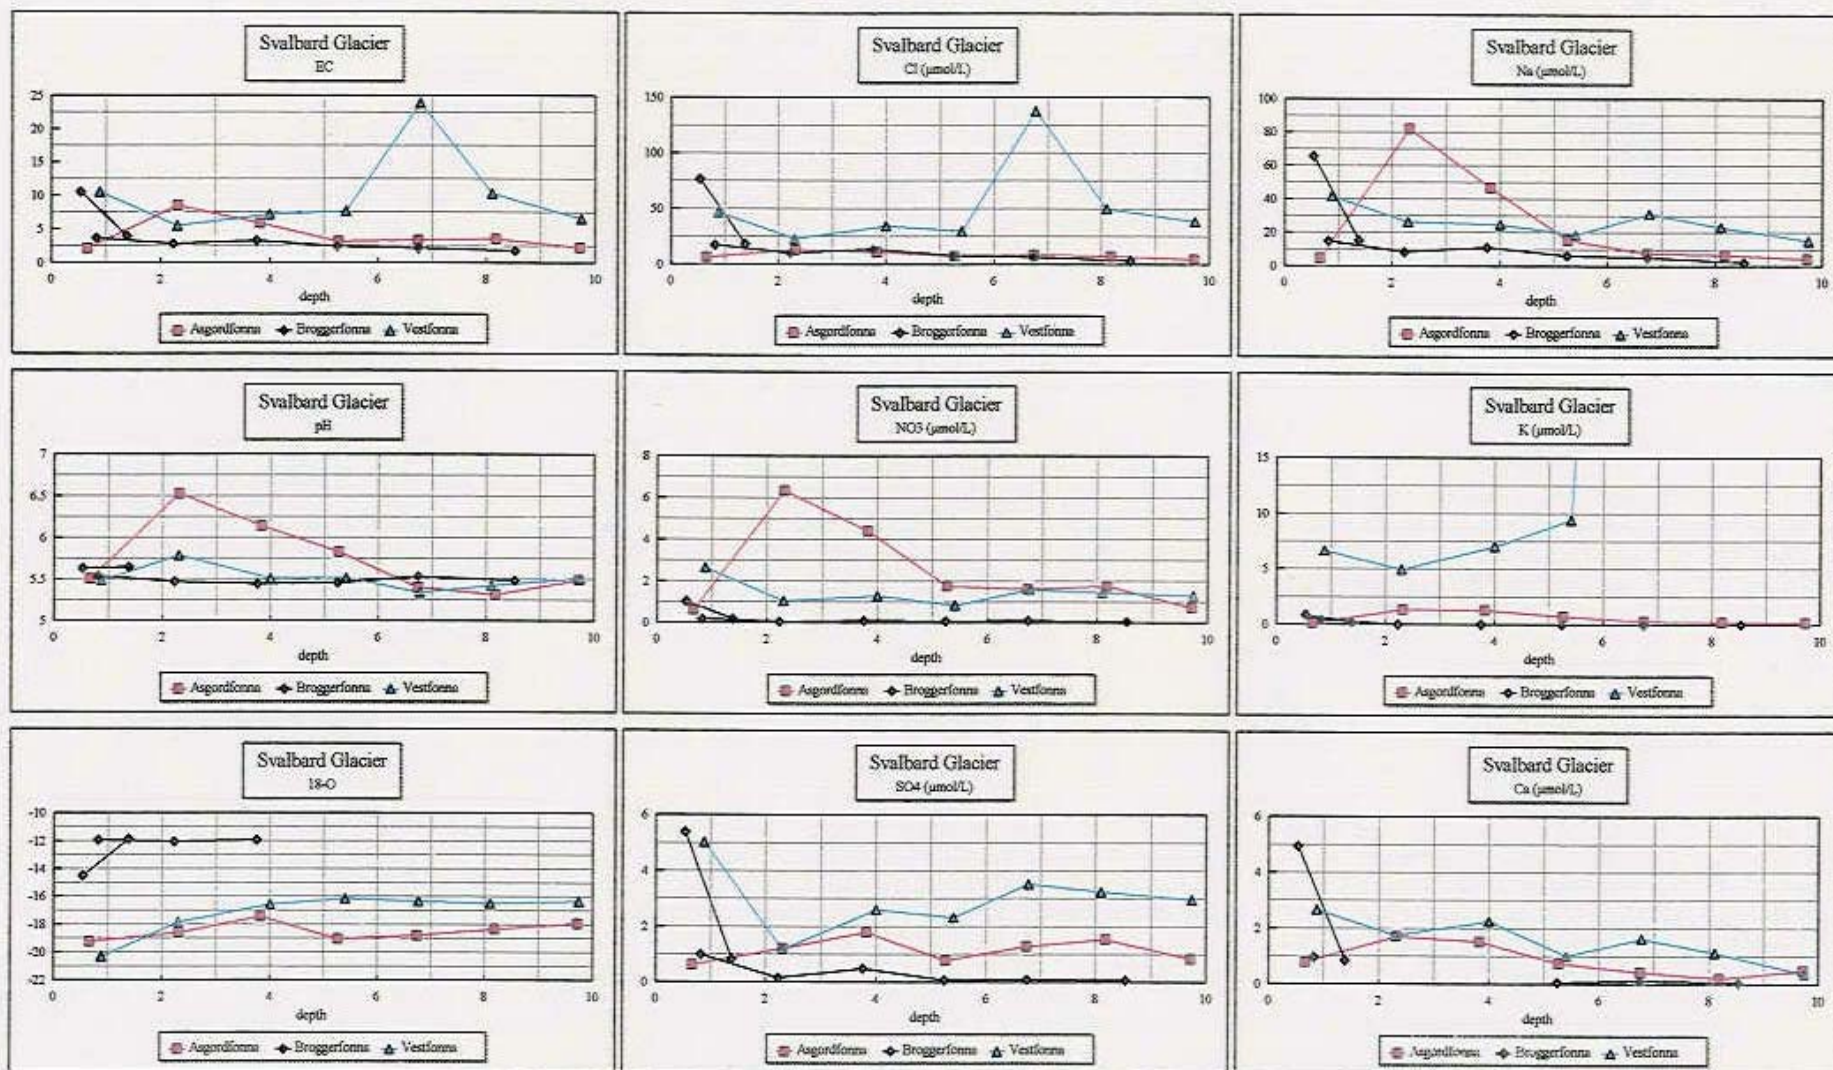 Svalbard Glacier
EC
25
20
15
10
5
0
0 2 4 6 8 10
depth
Asgordfonna Broggerfonna Vestfonna
Svalbard Glacier
Cl (µmol/L)
150
100
50
0
0 2 4 6 8 10
depth
Asgordfonna Broggerfonna Vestfonna
Svalbard Glacier
Na (µmol/L)
100
80
60
40
20
0
0 2 4 6 8 10
depth
Asgordfonna Broggerfonna Vestfonna
Svalbard Glacier
pH
7
6.5
6
5.5
5
0 2 4 6 8 10
depth
Asgordfonna Broggerfonna Vestfonna
Svalbard Glacier
NO3 (µmol/L)
8
6
4
2
0
0 2 4 6 8 10
depth
Asgordfonna Broggerfonna Vestfonna
Svalbard Glacier
K (µmol/L)
15
10
5
0
0 2 4 6 8 10
depth
Asgordfonna Broggerfonna Vestfonna
Svalbard Glacier
18-O
-10
-12
-14
-16
-18
-20
-22
0 2 4 6 8 10
depth
Asgordfonna Broggerfonna Vestfonna
Svalbard Glacier
SO4 (µmol/L)
6
4
2
0
0 2 4 6 8 10
depth
Asgordfonna Broggerfonna Vestfonna
Svalbard Glacier
Ca (µmol/L)
6
4
2
0
0 2 4 6 8 10
depth
Asgordfonna Broggerfonna Vestfonna